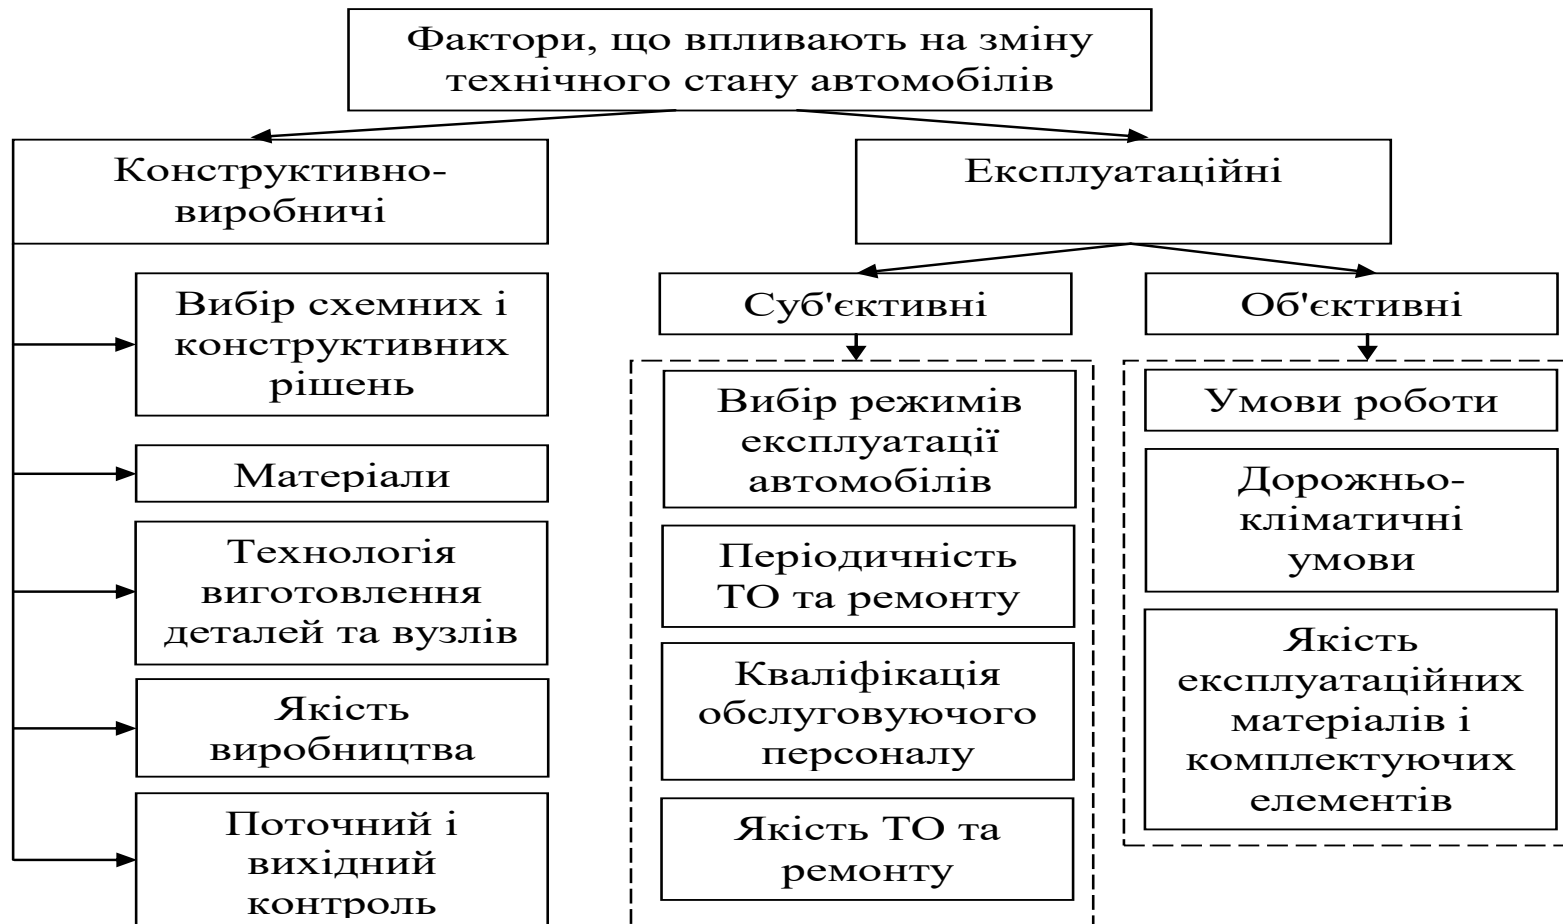 Фактори, що впливають на зміну
технічного стану автомобілів
Конструктивно-
виробничі
Експлуатаційні
Вибір схемних і
конструктивних
рішень
Матеріали
Технологія
виготовлення
деталей та вузлів
Якість
виробництва
Поточний і
вихідний
контроль
Суб'єктивні
Вибір режимів
експлуатації
автомобілів
Періодичність
ТО та ремонту
Кваліфікація
обслуговуючого
персоналу
Якість ТО та
ремонту
Об'єктивні
Умови роботи
Дорожньо-
кліматичні
умови
Якість
експлуатаційних
матеріалів і
комплектуючих
елементів